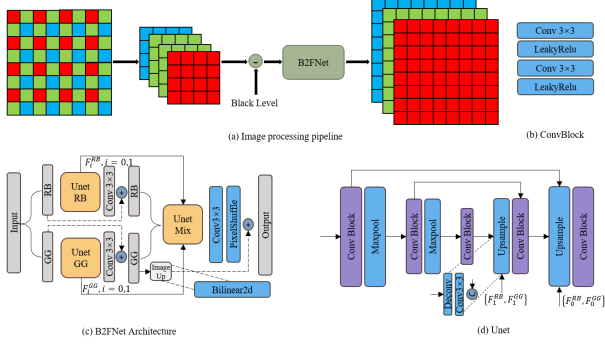 B2FNet
Black Level
(a) Image processing pipeline
Conv 3×3
LeakyRelu
Conv 3×3
LeakyRelu
(b) ConvBlock
Input
RB
GG
F_i^{RB}, i = 0,1
Unet
RB
Conv 3×3
+
RB
Unet
GG
Conv 3×3
+
GG
F_i^{GG}, i = 0,1
Unet
Mix
Image
Up
Conv3×3
PixelShuffle
+
Bilinear2d
Output
(c) B2FNet Architecture
Conv Block
Maxpool
Conv Block
Maxpool
Conv Block
Upsample
Conv Block
Upsample
Conv Block
Deconv
Conv3×3
C
{F_1^{RB}, F_1^{GG}}
{F_0^{RB}, F_0^{GG}}
(d) Unet